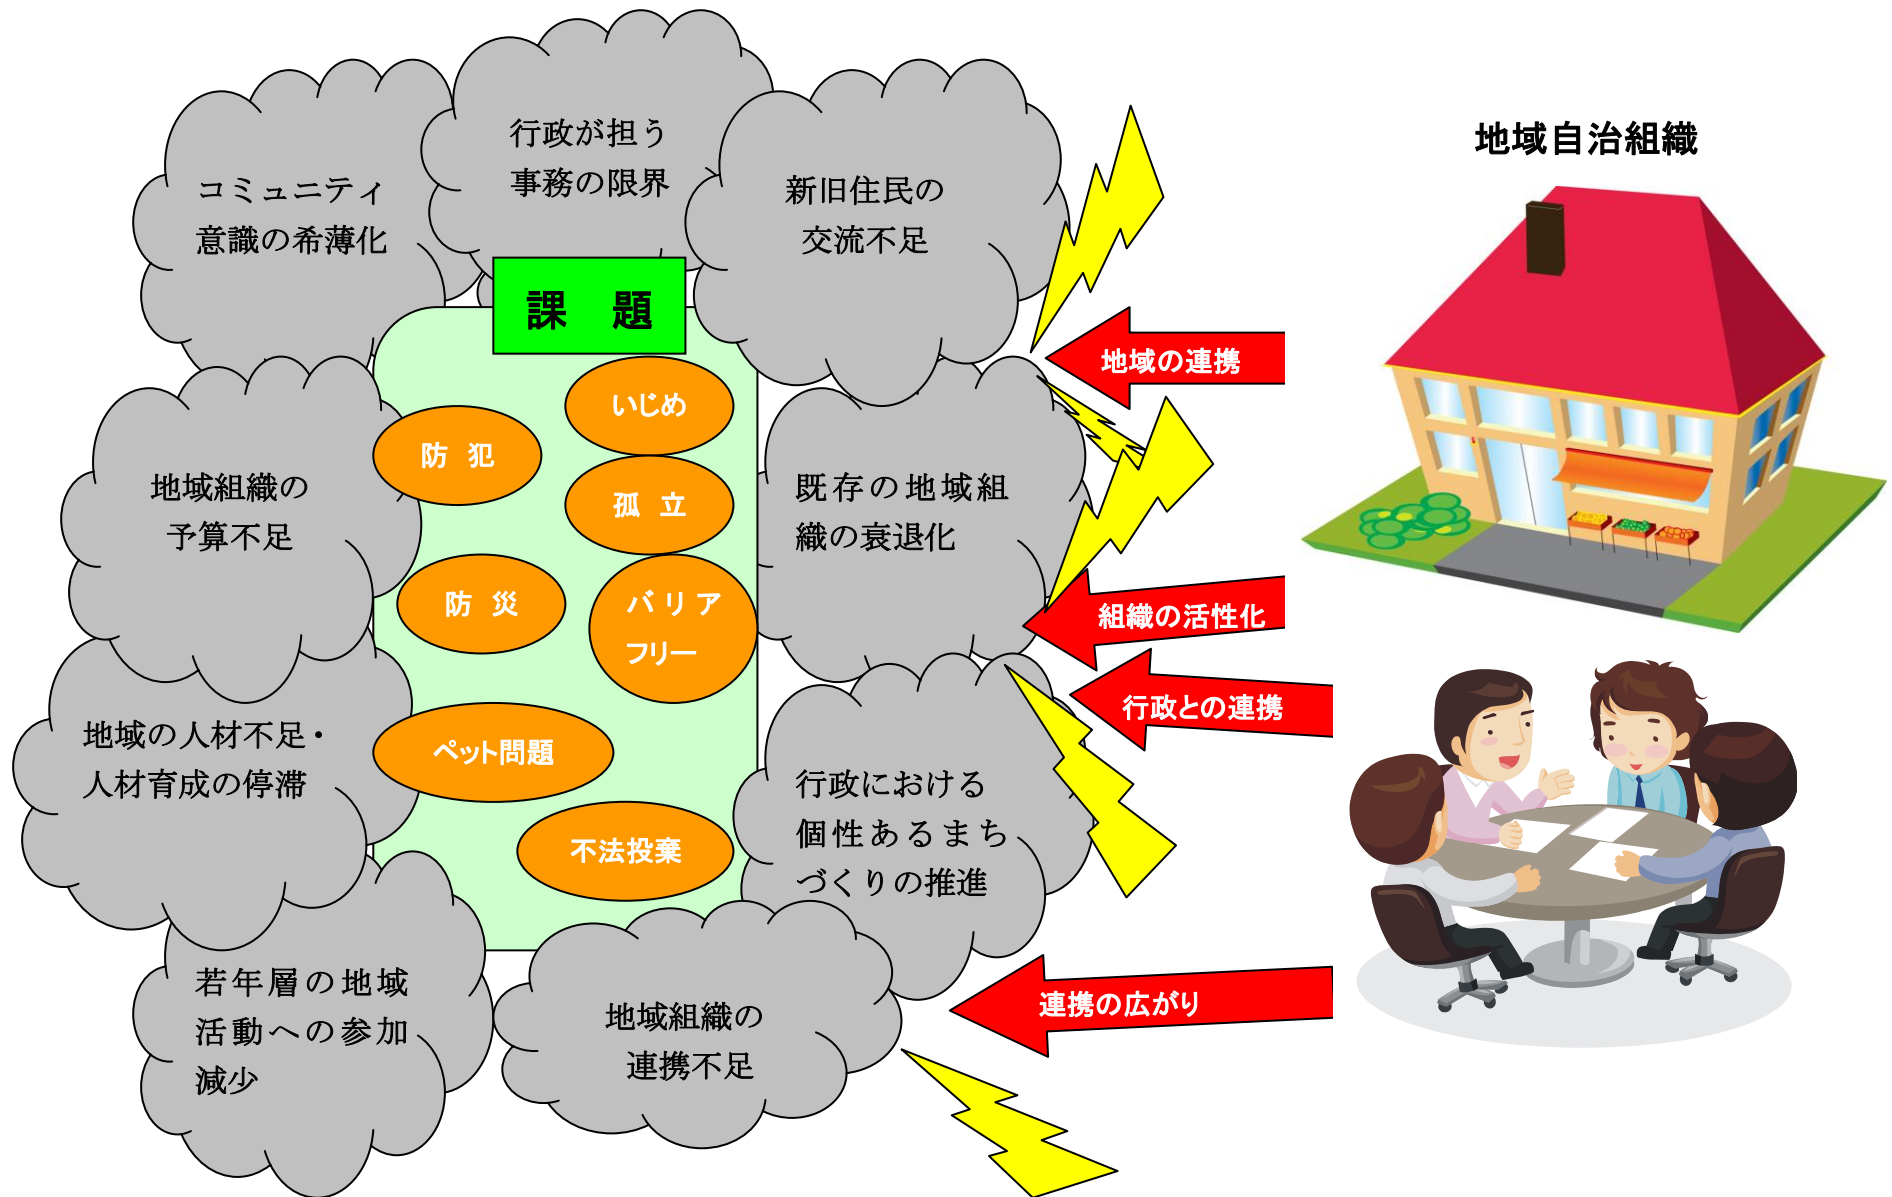 行政が担う
事務の限界
コミュニティ
意識の希薄化
新旧住民の
交流不足
地域自治組織
課　題
いじめ
防　犯
孤　立
防　災
バリア
フリー
ペット問題
不法投棄
地域組織の
予算不足
既存の地域組
織の衰退化
地域の人材不足・
人材育成の停滞
行政における
個性あるまち
づくりの推進
若年層の地域
活動への参加
減少
地域組織の
連携不足
地域の連携
組織の活性化
行政との連携
連携の広がり